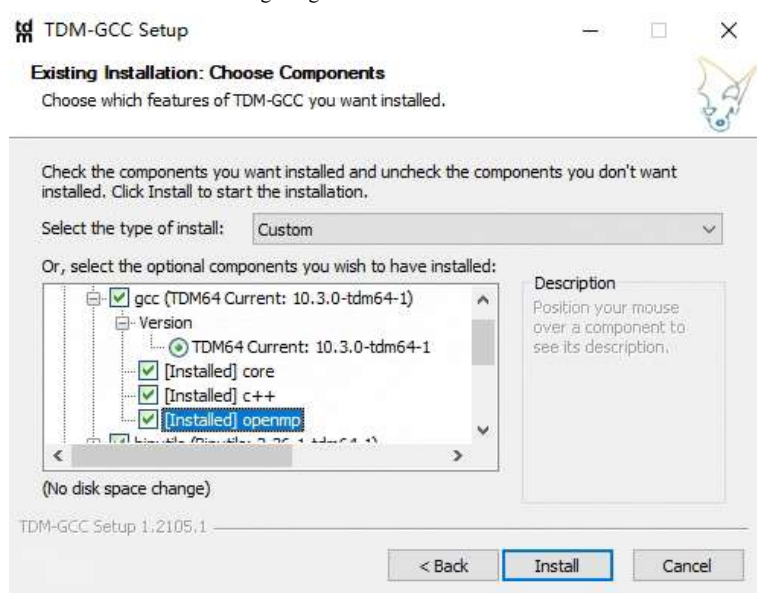 TDM-GCC Setup
Existing Installation: Choose Components
Choose which features of TDM-GCC you want installed.
Check the components you want installed and uncheck the components you don't want
installed. Click Install to start the installation.
Select the type of install: Custom
Or, select the optional components you wish to have installed:
gcc (TDM64 Current: 10.3.0-tdm64-1)
Version
TDM64 Current: 10.3.0-tdm64-1
[Installed] core
[Installed] c++
[Installed] openmp
Description
Position your mouse
over a component to
see its description.
(No disk space change)
TDM-GCC Setup 1.2105.1
< Back
Install
Cancel